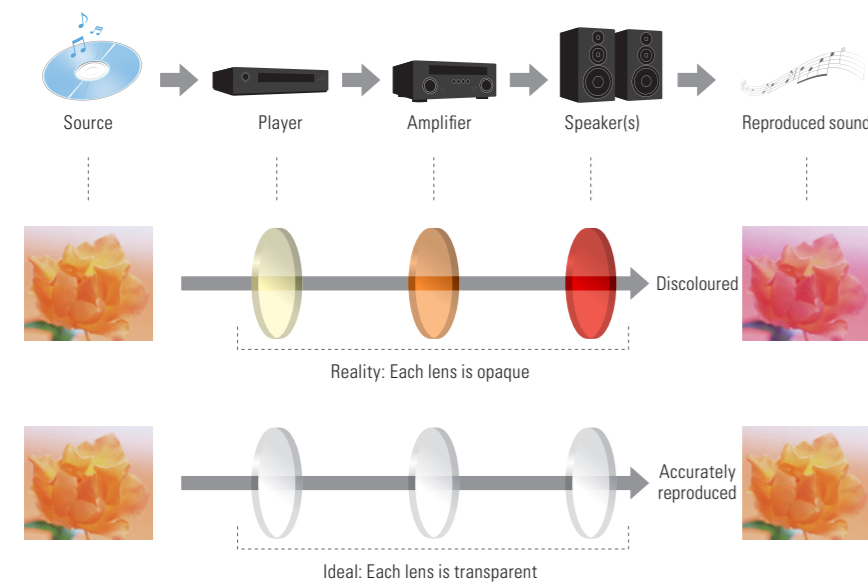 Source
Player
Amplifier
Speaker(s)
Reproduced sound
Discoloured
Reality: Each lens is opaque
Accurately
reproduced
Ideal: Each lens is transparent